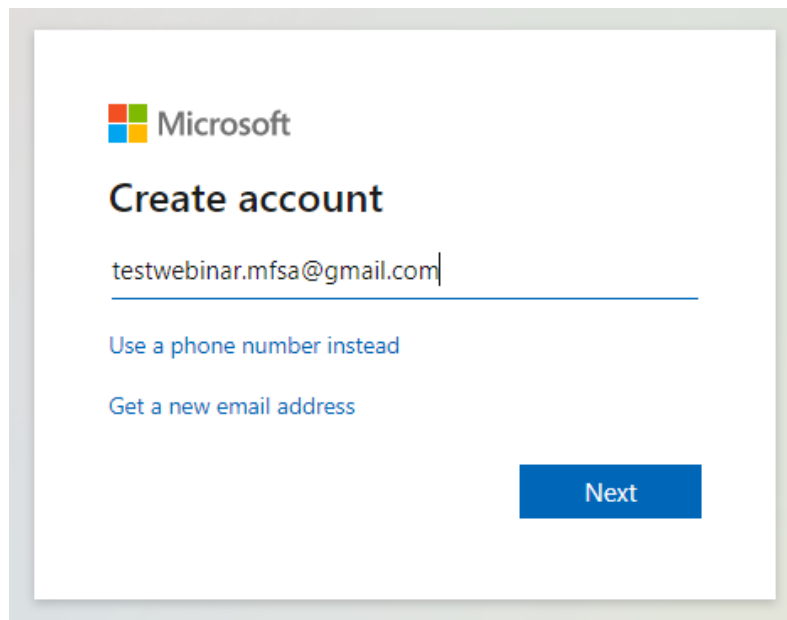 Microsoft
Create account
testwebinar.mfsa@gmail.com
Use a phone number instead
Get a new email address
Next